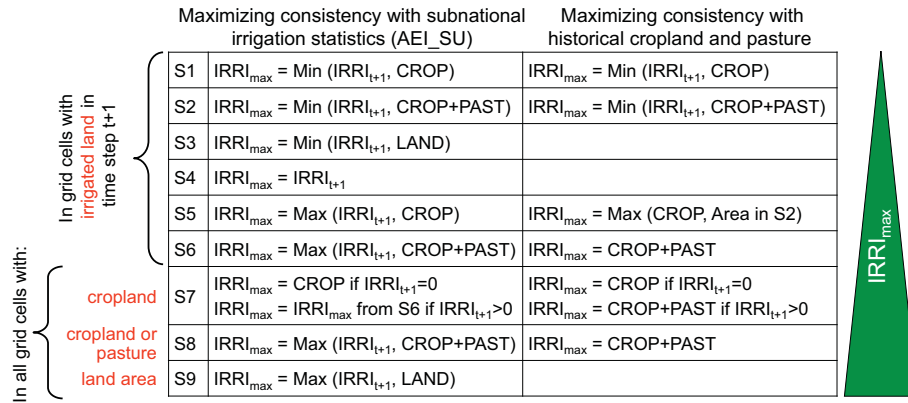 Maximizing consistency with subnational irrigation statistics (AEI_SU)
Maximizing consistency with historical cropland and pasture
In grid cells with irrigated land in time step t+1
S1 IRRImax = Min (IRRIt+1, CROP) IRRImax = Min (IRRIt+1, CROP)
S2 IRRImax = Min (IRRIt+1, CROP+PAST) IRRImax = Min (IRRIt+1, CROP+PAST)
S3 IRRImax = Min (IRRIt+1, LAND)
S4 IRRImax = IRRIt+1
S5 IRRImax = Max (IRRIt+1, CROP) IRRImax = Max (CROP, Area in S2)
S6 IRRImax = Max (IRRIt+1, CROP+PAST) IRRImax = CROP+PAST
In all grid cells with:
cropland
S7 IRRImax = CROP if IRRIt+1=0 IRRImax = CROP if IRRIt+1=0
IRRImax = IRRImax from S6 if IRRIt+1>0 IRRImax = CROP+PAST if IRRIt+1>0
cropland or
pasture
S8 IRRImax = Max (IRRIt+1, CROP+PAST) IRRImax = CROP+PAST
land area S9 IRRImax = Max (IRRIt+1, LAND)
IRRImax